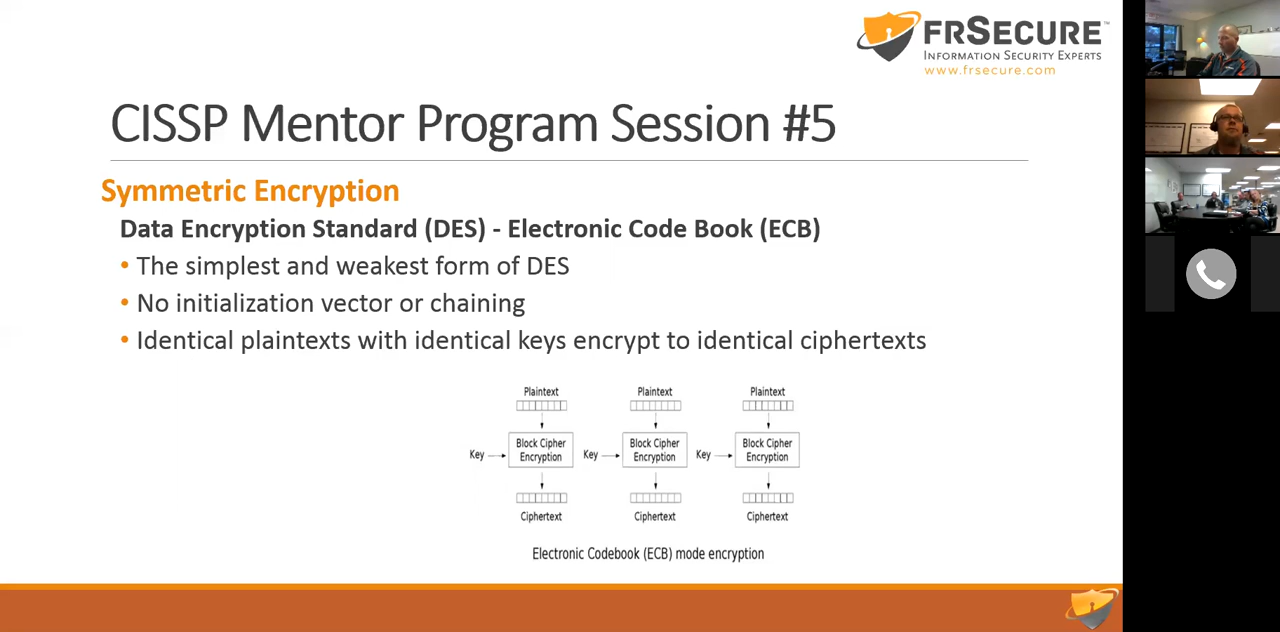 FRSECURE™
INFORMATION SECURITY EXPERTS
www.frsecure.com
CISSP Mentor Program Session #5
Symmetric Encryption
Data Encryption Standard (DES) - Electronic Code Book (ECB)
• The simplest and weakest form of DES
• No initialization vector or chaining
• Identical plaintexts with identical keys encrypt to identical ciphertexts
Plaintext Plaintext Plaintext
Key Block Cipher Encryption Key Block Cipher Encryption Key Block Cipher Encryption
Ciphertext Ciphertext Ciphertext
Electronic Codebook (ECB) mode encryption